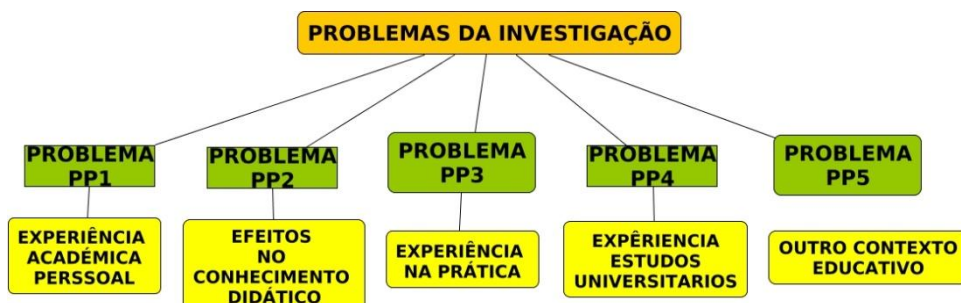 PROBLEMAS DA INVESTIGAÇÃO
PROBLEMA
PP1
PROBLEMA
PP2
PROBLEMA
PP3
PROBLEMA
PP4
PROBLEMA
PP5
EXPERIÊNCIA
ACADÉMICA
PERSSOAL
EFEITOS
NO
CONHECIMENTO
DIDÁTICO
EXPERIÊNCIA
NA PRÁTICA
EXPÊRIENCIA
ESTUDOS
UNIVERSITARIOS
OUTRO CONTEXTO
EDUCATIVO